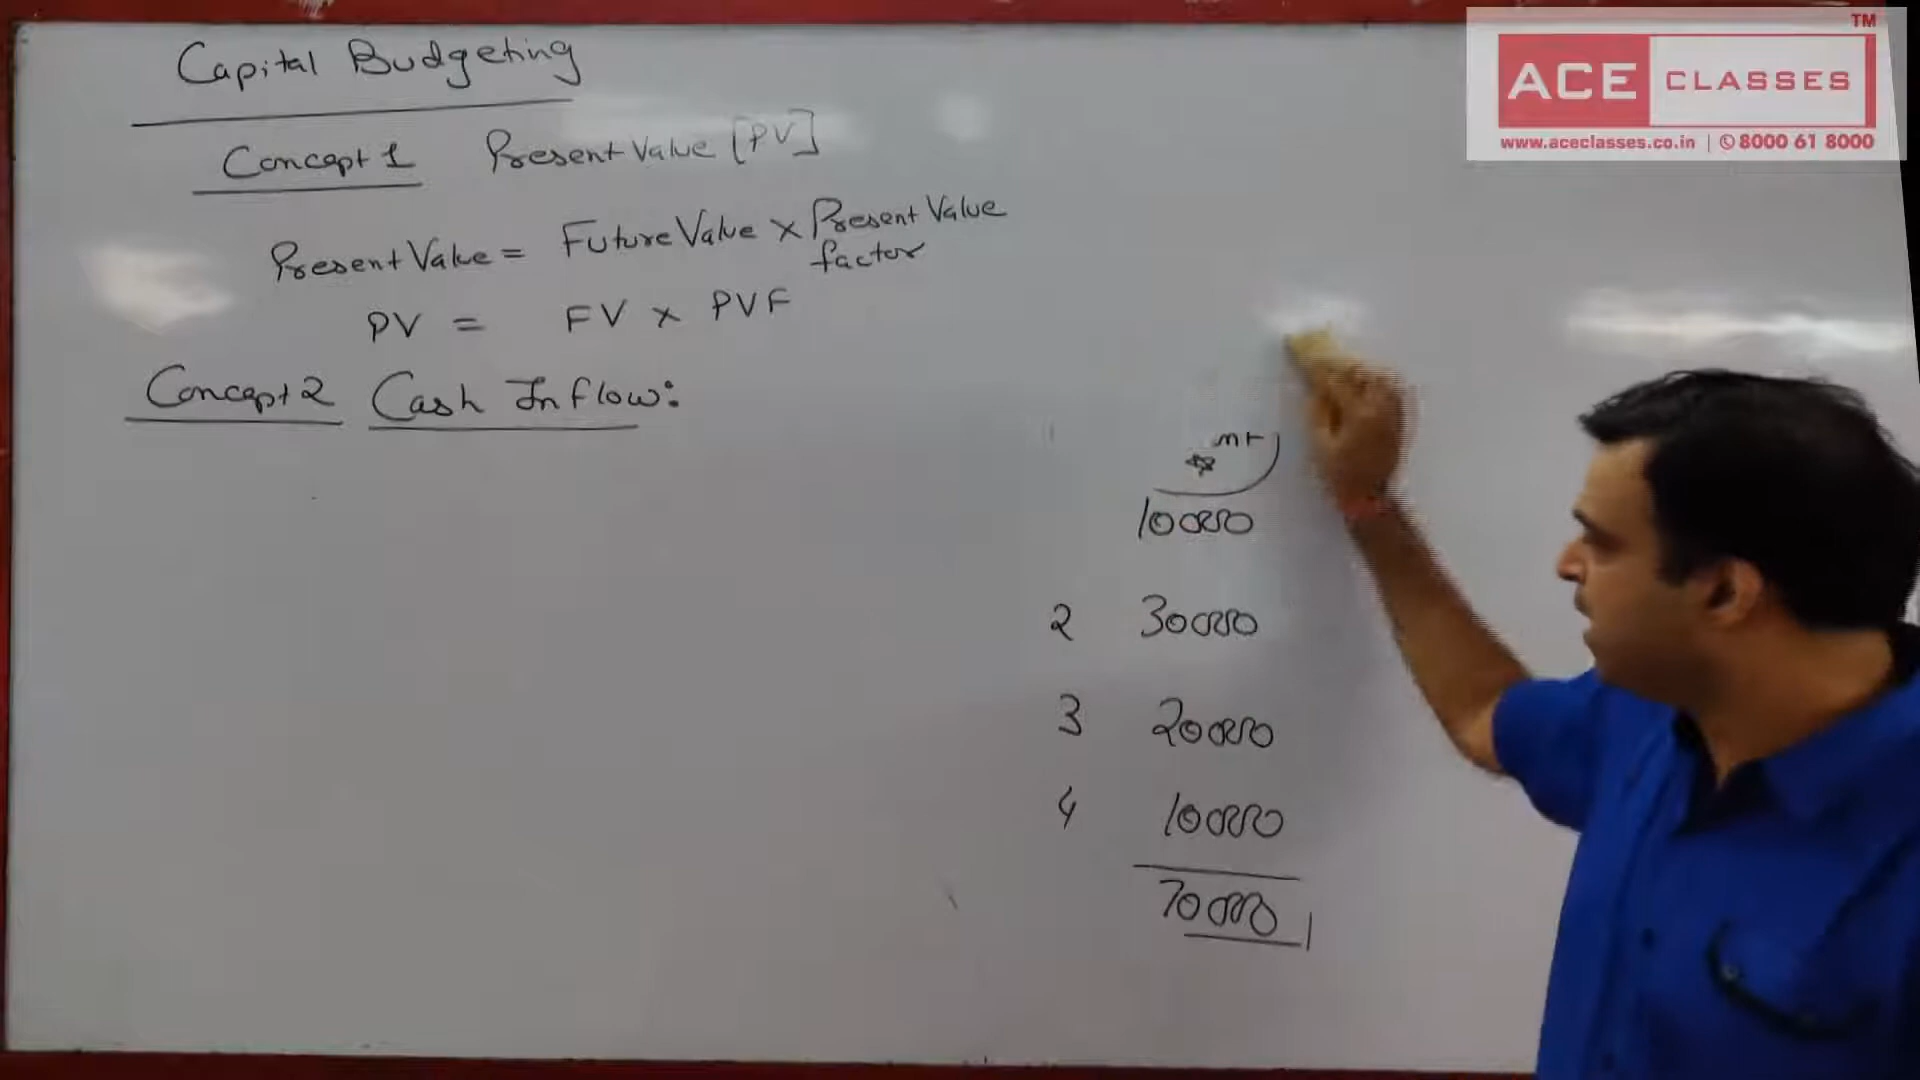 Capital Budgeting
Concept 1 Present Value [PV]
Present Value = Future Value x Present Value factor
PV = FV x PVF
Concept 2 Cash Inflow:
10000
2 30000
3 20000
4 10000
70000
TM
ACE CLASSES
www.aceclasses.co.in | 8000 61 8000